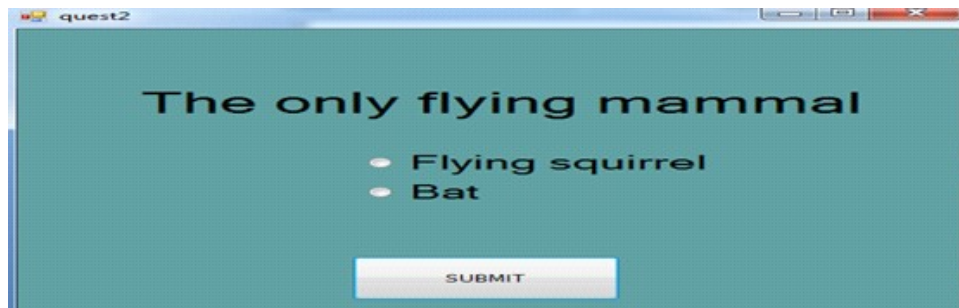 quest2
The only flying mammal
Flying squirrel
Bat
SUBMIT